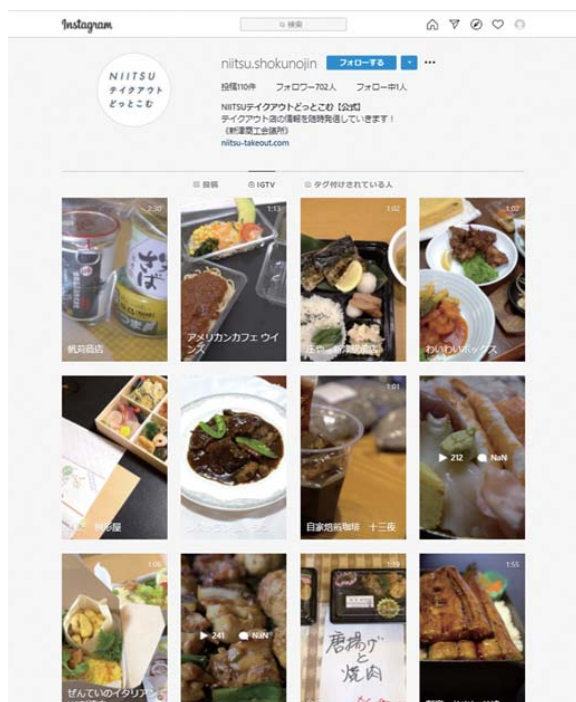 Instagram
検索
NIITSU
テイクアウト
どっとこむ
niitsu.shokunojin
フォローする
投稿110件 フォロワー702人 フォロー中1人
NIITSUテイクアウトどっとこむ【公式】
テイクアウト店の情報を随時発信していきます!
《新津商工会議所》
niitsu-takeout.com
投稿 IGTV タグ付けされている人
2:30
1:13
1:02
1:02
さば
帆苅商店
アメリカンカフェ ウインズ
わいわいボックス
1:01
自家焙煎珈琲 十三夜
212 NaN
1:06
ぜんていのイタリアン
241 NaN
1:19
唐揚げ
と
焼肉
1:55